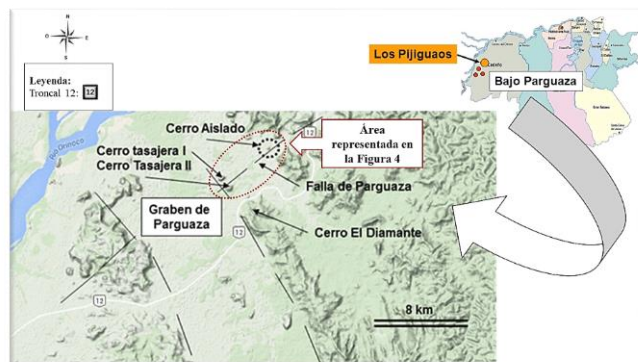 N
O E
S
Leyenda:
Troncal 12: 12
Los Pijiguaos
Bajo Parguaza
Río Orinoco
Cerro Aislado
Cerro tasajera I
Cerro Tasajera II
12
Área
representada en
la Figura 4
Falla de Parguaza
Graben de
Parguaza
12
Cerro El Diamante
12
8 km